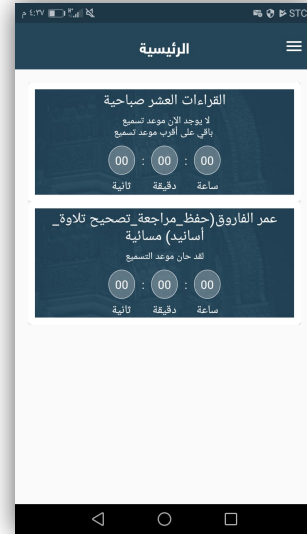 ٤:٢٧ م
STC
الرئيسية
القراءات العشر صباحية
لا يوجد الان موعد تسميع
باقي على أقرب موعد تسميع
00 : 00 : 00
ساعة دقيقة ثانية
عمر الفاروق(حفظ_مراجعة_تصحيح تلاوة_
أسانيد) مسائية
لقد حان موعد التسميع
00 : 00 : 00
ساعة دقيقة ثانية